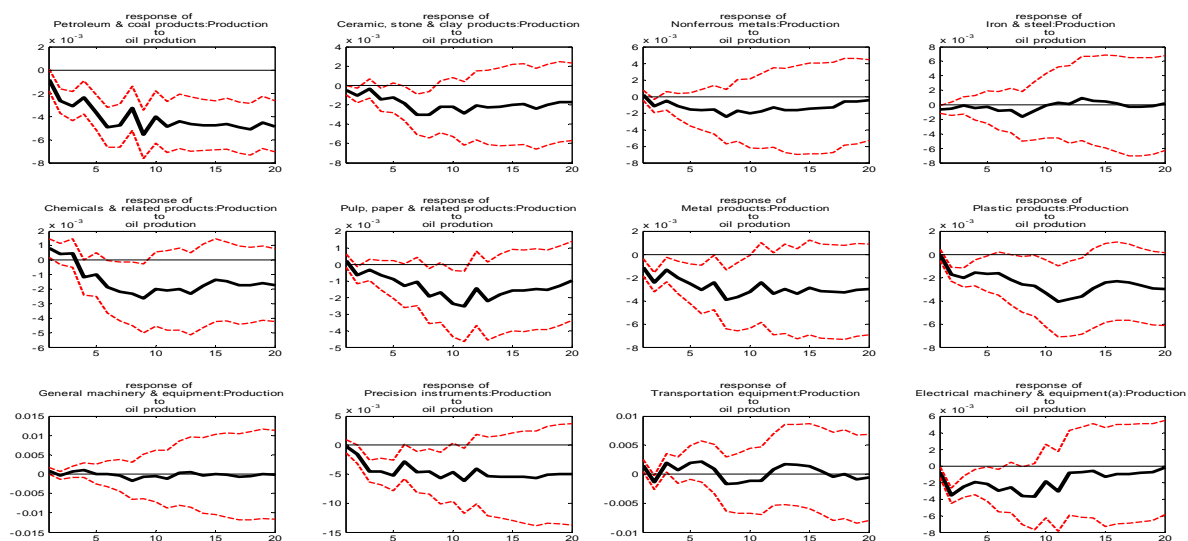 response of
Petroleum & coal products:Production
to
oil prodution
x 10^-3
2
0
-2
-4
-6
-8
5
10
15
20
response of
Ceramic, stone & clay products:Production
to
oil prodution
x 10^-3
4
2
0
-2
-4
-6
-8
5
10
15
20
response of
Nonferrous metals:Production
to
oil prodution
x 10^-3
6
4
2
0
-2
-4
-6
-8
5
10
15
20
response of
Iron & steel:Production
to
oil prodution
x 10^-3
8
6
4
2
0
-2
-4
-6
-8
5
10
15
20
response of
Chemicals & related products:Production
to
oil prodution
x 10^-3
2
1
0
-1
-2
-3
-4
-5
-6
5
10
15
20
response of
Pulp, paper & related products:Production
to
oil prodution
x 10^-3
2
1
0
-1
-2
-3
-4
-5
5
10
15
20
response of
Metal products:Production
to
oil prodution
x 10^-3
2
0
-2
-4
-6
-8
5
10
15
20
response of
Plastic products:Production
to
oil prodution
x 10^-3
2
0
-2
-4
-6
-8
5
10
15
20
response of
General machinery & equipment:Production
to
oil prodution
0.015
0.01
0.005
0
-0.005
-0.01
-0.015
5
10
15
20
response of
Precision instruments:Production
to
oil prodution
x 10^-3
5
0
-5
-10
-15
5
10
15
20
response of
Transportation equipment:Production
to
oil prodution
0.01
0.005
0
-0.005
-0.01
5
10
15
20
response of
Electrical machinery & equipment(a):Production
to
oil prodution
x 10^-3
6
4
2
0
-2
-4
-6
-8
5
10
15
20